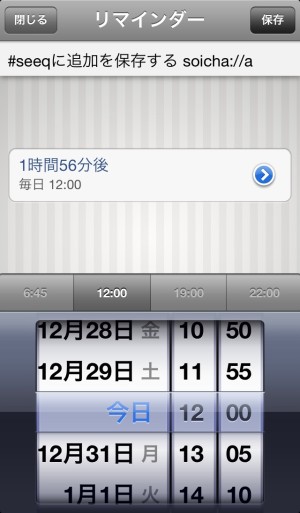 閉じる リマインダー 保存
#seeqに追加を保存する soicha://a
1時間56分後
毎日 12:00
6:45 12:00 19:00 22:00
12月28日 金 10 50
12月29日 土 11 55
今日 12 00
12月31日 月 13 05
1月1日 火 14 10